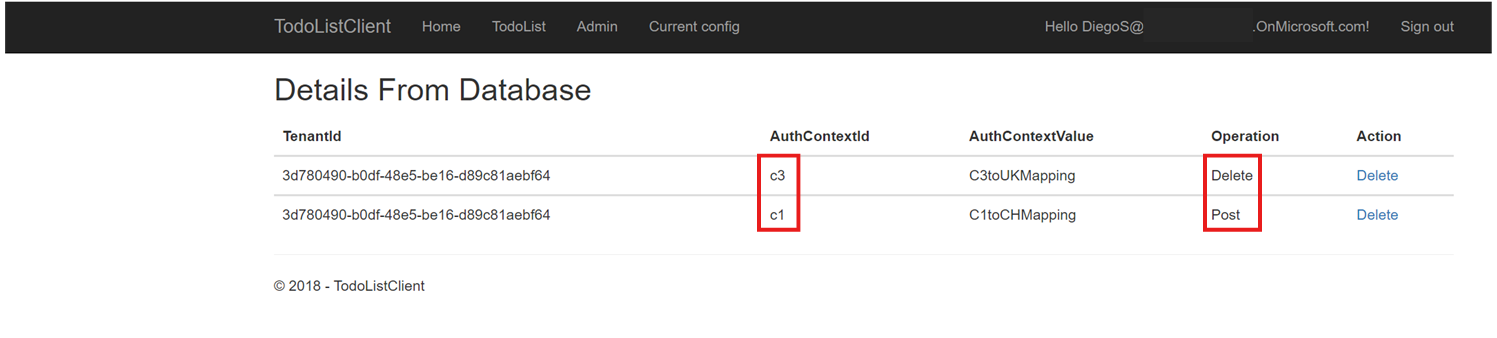 TodoListClient Home TodoList Admin Current config Hello DiegoS@ .OnMicrosoft.com! Sign out
Details From Database
TenantId AuthContextId AuthContextValue Operation Action
3d780490-b0df-48e5-be16-d89c81aebf64 c3 C3toUKMapping Delete Delete
3d780490-b0df-48e5-be16-d89c81aebf64 c1 C1toCHMapping Post Delete
© 2018 - TodoListClient